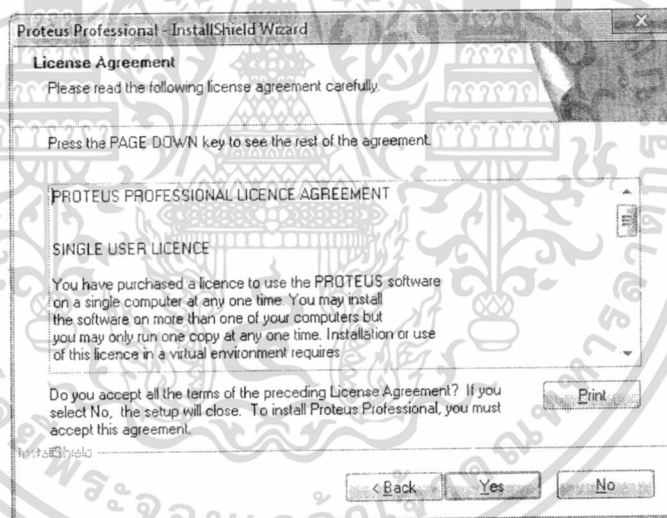 Proteus Professional - InstallShield Wizard
License Agreement
Please read the following license agreement carefully.
Press the PAGE DOWN key to see the rest of the agreement.
PROTEUS PROFESSIONAL LICENCE AGREEMENT
SINGLE USER LICENCE
You have purchased a licence to use the PROTEUS software
on a single computer at any one time. You may install
the software on more than one of your computers but
you may only run one copy at any one time. Installation or use
of this licence in a virtual environment requires
Do you accept all the terms of the preceding License Agreement? If you
select No, the setup will close. To install Proteus Professional, you must
accept this agreement.
Print
InstallShield
< Back
Yes
No